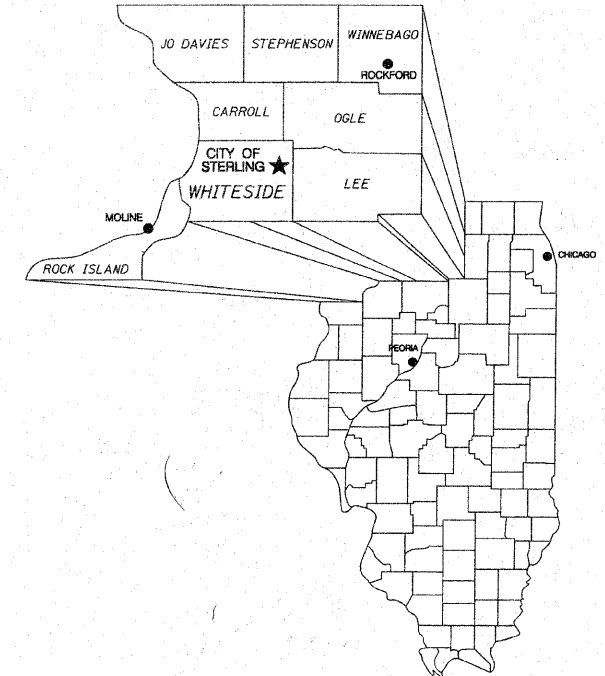 JO DAVIES
STEPHENSON
WINNEBAGO
ROCKFORD
CARROLL
OGLE
CITY OF
STERLING
WHITESIDE
LEE
MOLINE
ROCK ISLAND
CHICAGO
PEORIA